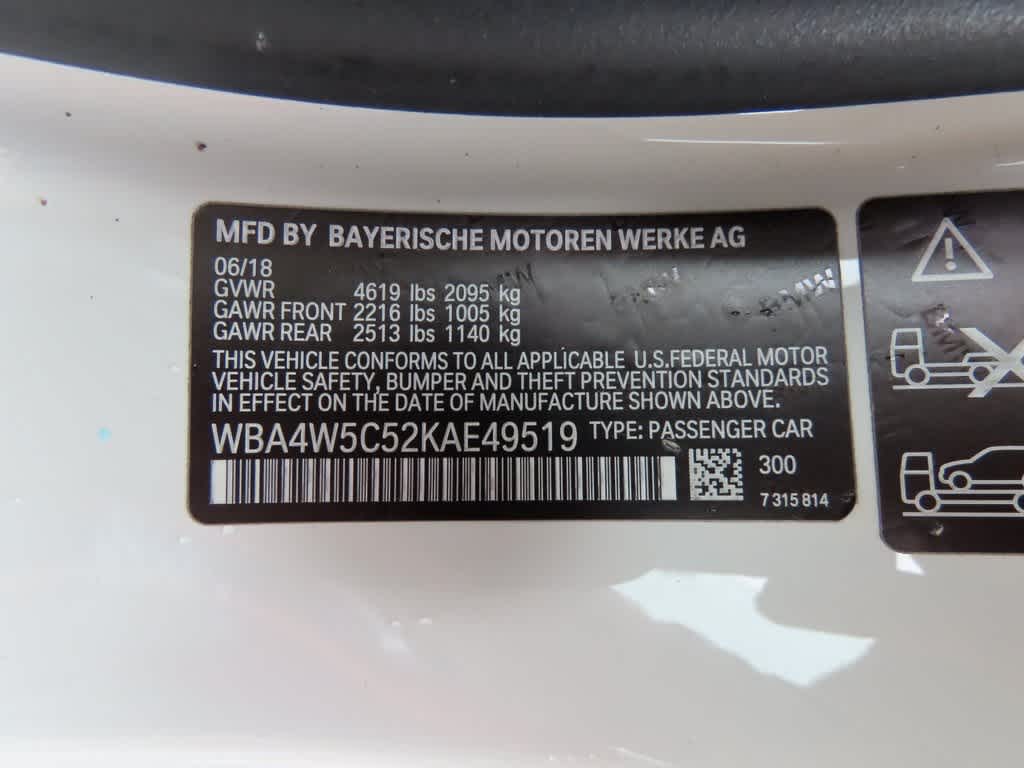 MFD BY BAYERISCHE MOTOREN WERKE AG
06/18
GVWR 4619 lbs 2095 kg
GAWR FRONT 2216 lbs 1005 kg
GAWR REAR 2513 lbs 1140 kg
THIS VEHICLE CONFORMS TO ALL APPLICABLE U.S.FEDERAL MOTOR
VEHICLE SAFETY, BUMPER AND THEFT PREVENTION STANDARDS
IN EFFECT ON THE DATE OF MANUFACTURE SHOWN ABOVE.
WBA4W5C52KAE49519 TYPE: PASSENGER CAR
300
7 315 814
BMW